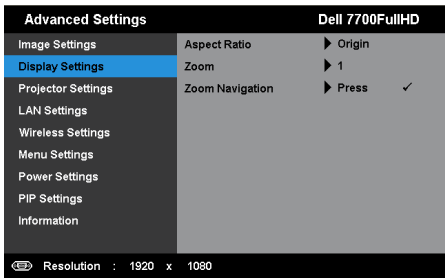 Advanced Settings Dell 7700FullHD
Image Settings Aspect Ratio Origin
Display Settings Zoom 1
Projector Settings Zoom Navigation Press ✓
LAN Settings
Wireless Settings
Menu Settings
Power Settings
PIP Settings
Information
Resolution : 1920 x 1080